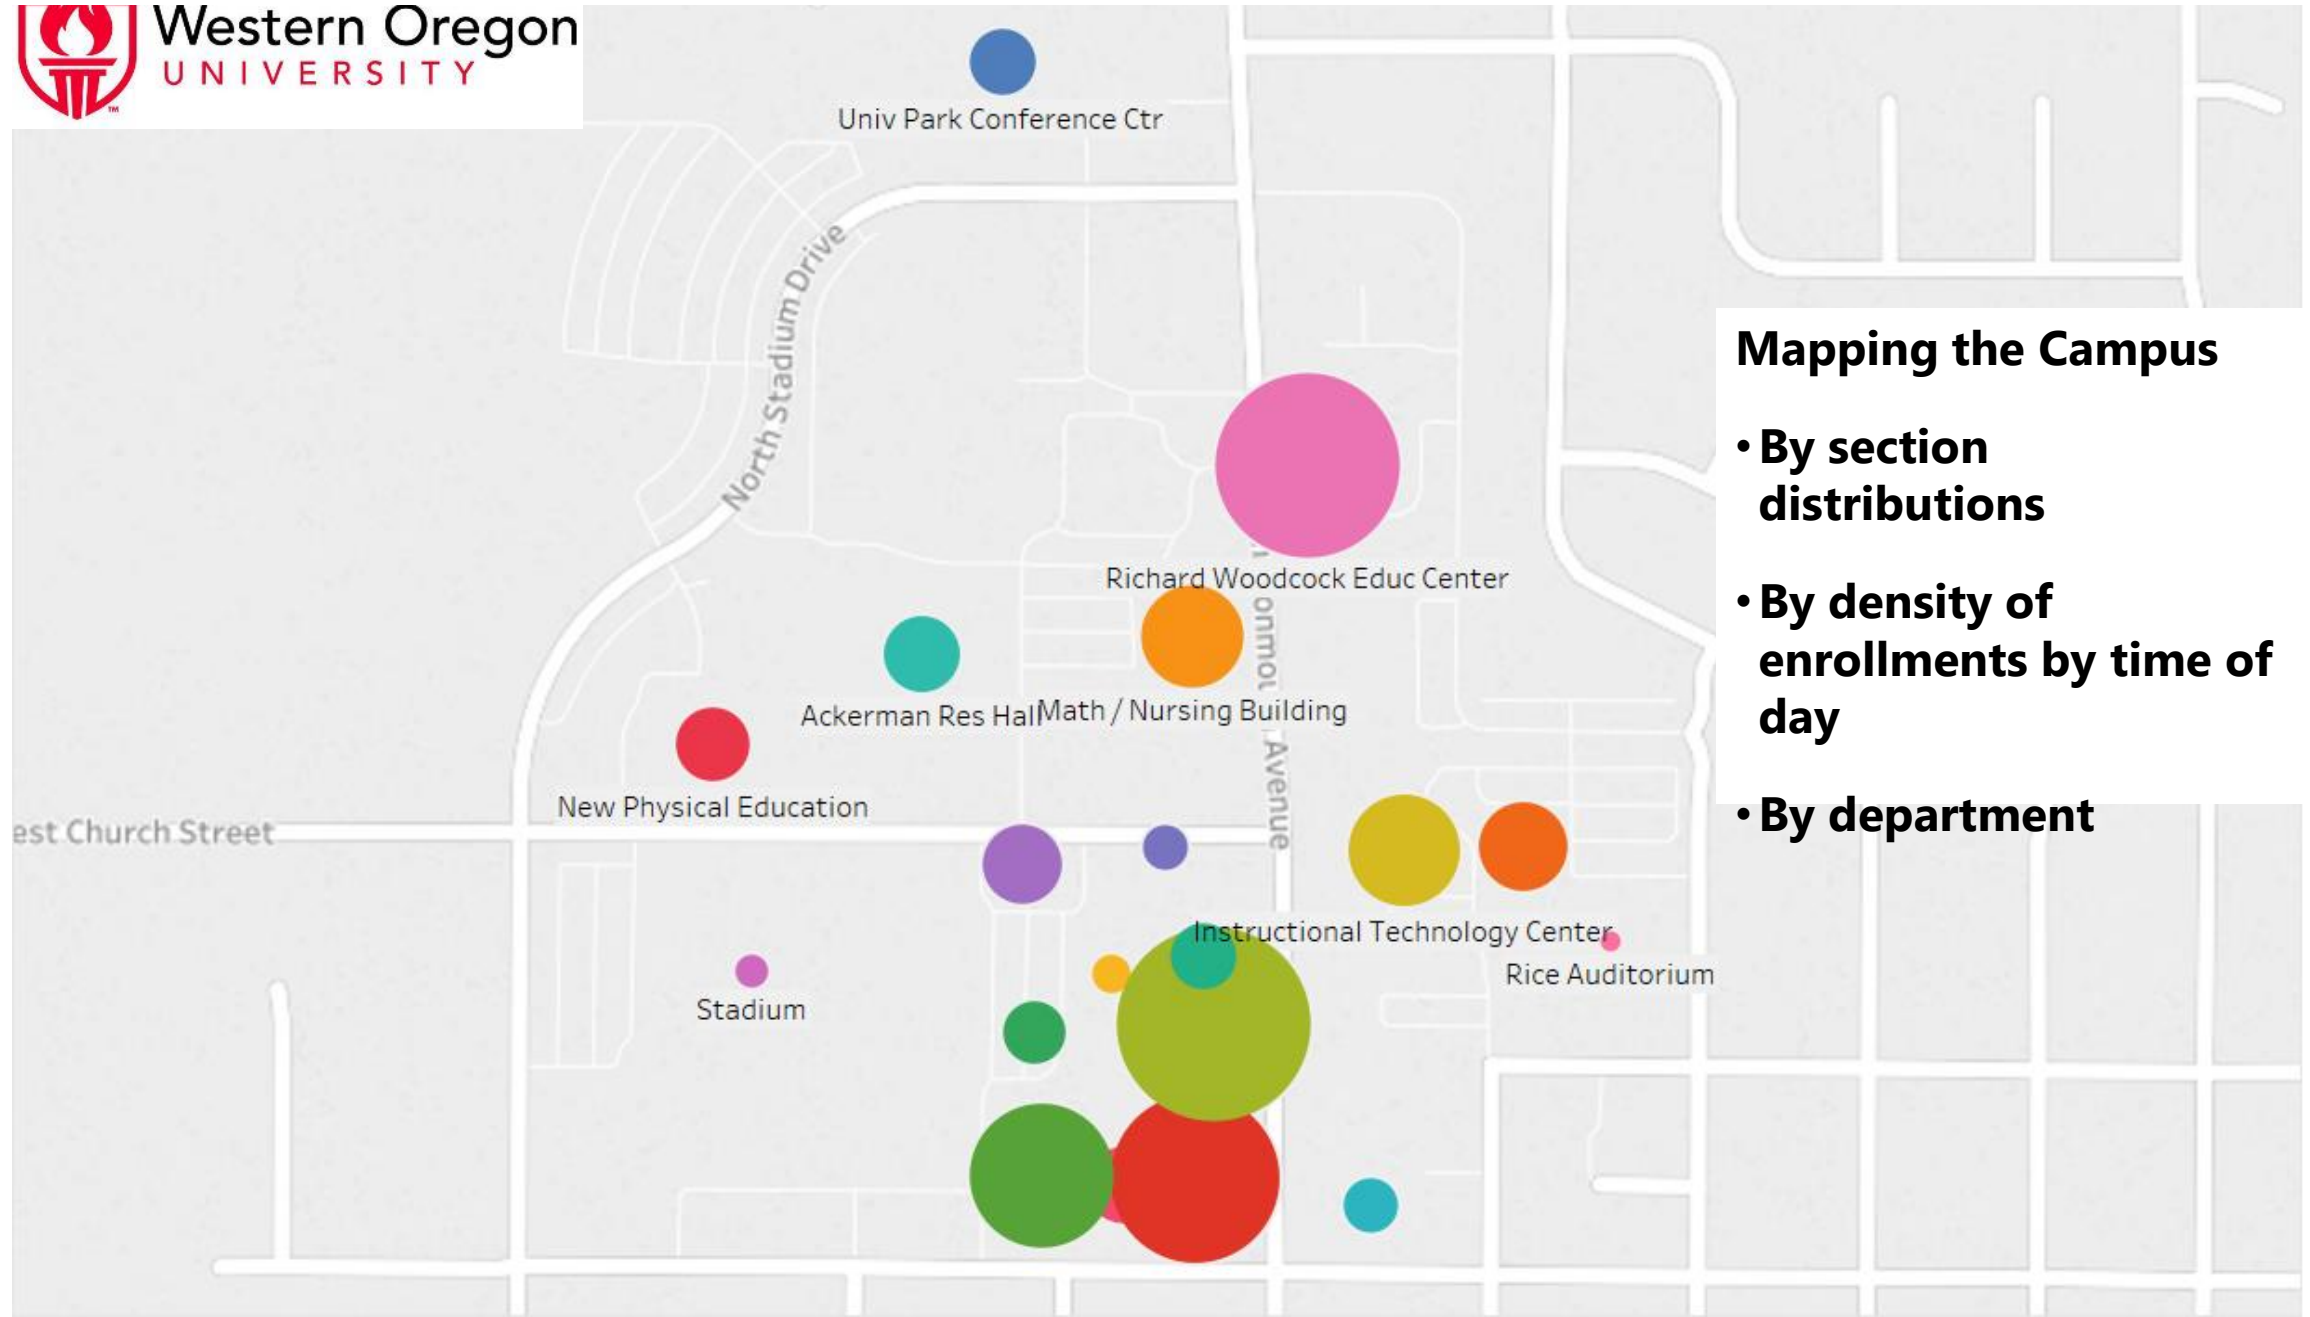 Western Oregon
UNIVERSITY
™
Univ Park Conference Ctr
North Stadium Drive
Mapping the Campus
• By section
distributions
• By density of
enrollments by time of
day
• By department
Richard Woodcock Educ Center
Ackerman Res Hall
Math / Nursing Building
Avenue
New Physical Education
est Church Street
Instructional Technology Center
Rice Auditorium
Stadium